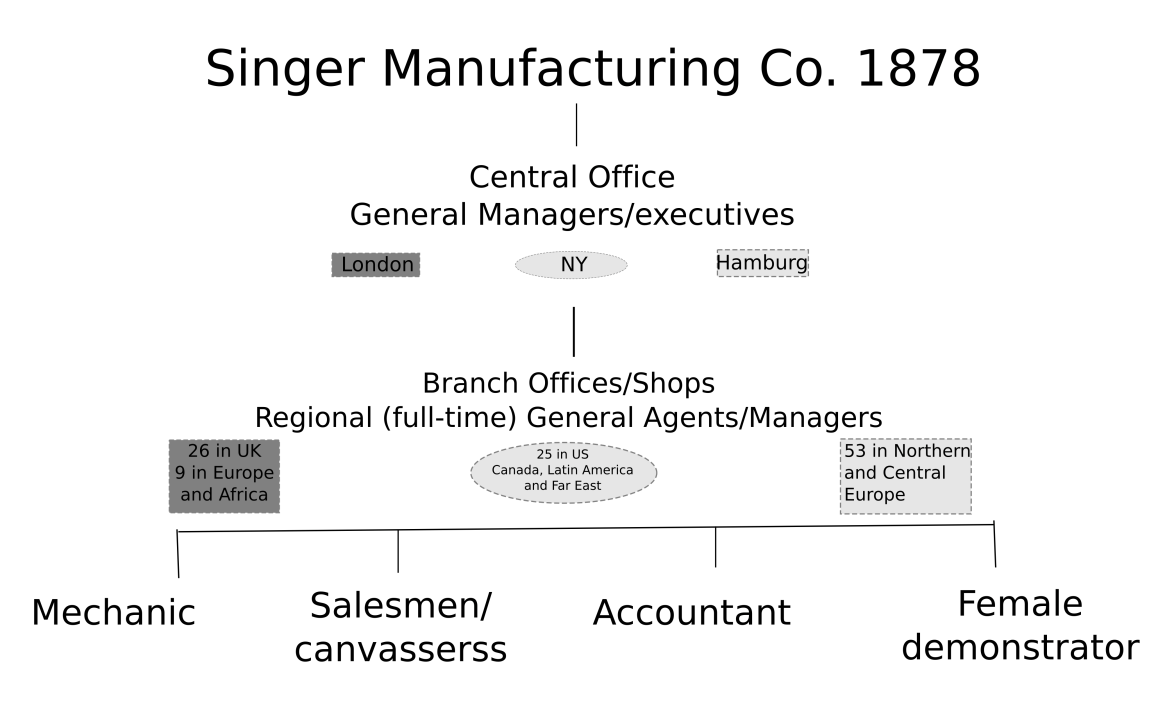 Singer Manufacturing Co. 1878
Central Office
General Managers/executives
London
NY
Hamburg
Branch Offices/Shops
Regional (full-time) General Agents/Managers
26 in UK
9 in Europe
and Africa
25 in US
Canada, Latin America
and Far East
53 in Northern
and Central
Europe
Mechanic
Salesmen/
canvasserss
Accountant
Female
demonstrator